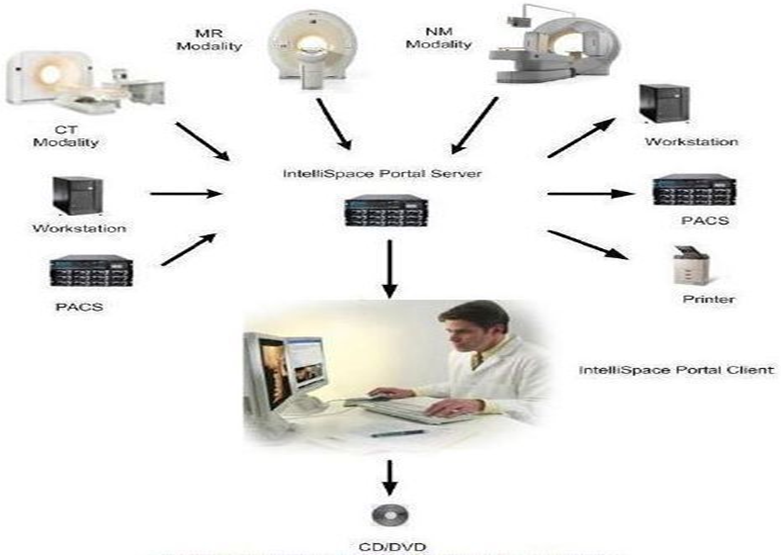 MR
Modality
NM
Modality
CT
Modality
Workstation
IntelliSpace Portal Server
Workstation
PACS
PACS
Printer
IntelliSpace Portal Client
CD/DVD